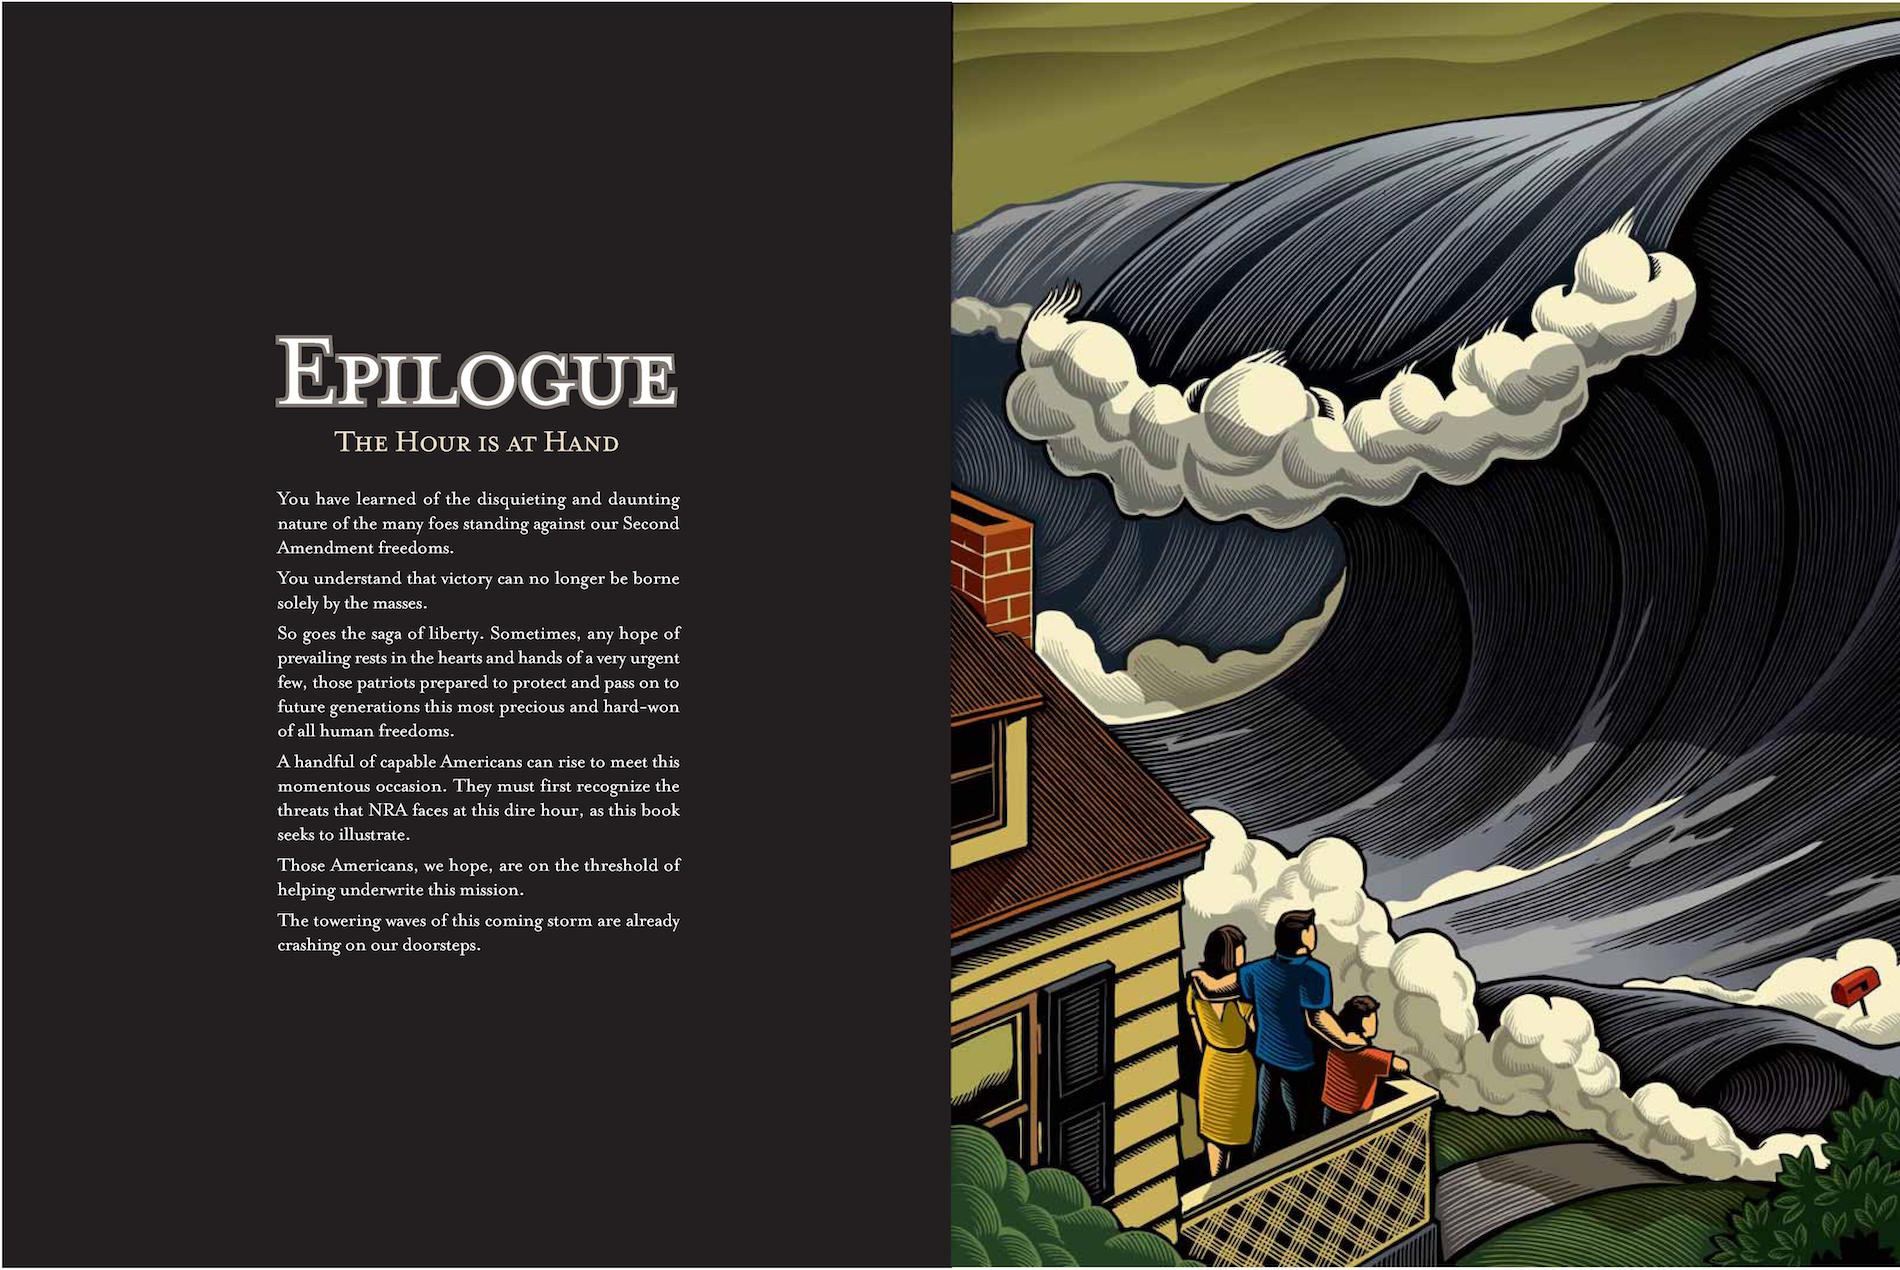 EPILOGUE
THE HOUR IS AT HAND
You have learned of the disquieting and daunting
nature of the many foes standing against our Second
Amendment freedoms.
You understand that victory can no longer be borne
solely by the masses.
So goes the saga of liberty. Sometimes, any hope of
prevailing rests in the hearts and hands of a very urgent
few, those patriots prepared to protect and pass on to
future generations this most precious and hard-won
of all human freedoms.
A handful of capable Americans can rise to meet this
momentous occasion. They must first recognize the
threats that NRA faces at this dire hour, as this book
seeks to illustrate.
Those Americans, we hope, are on the threshold of
helping underwrite this mission.
The towering waves of this coming storm are already
crashing on our doorsteps.